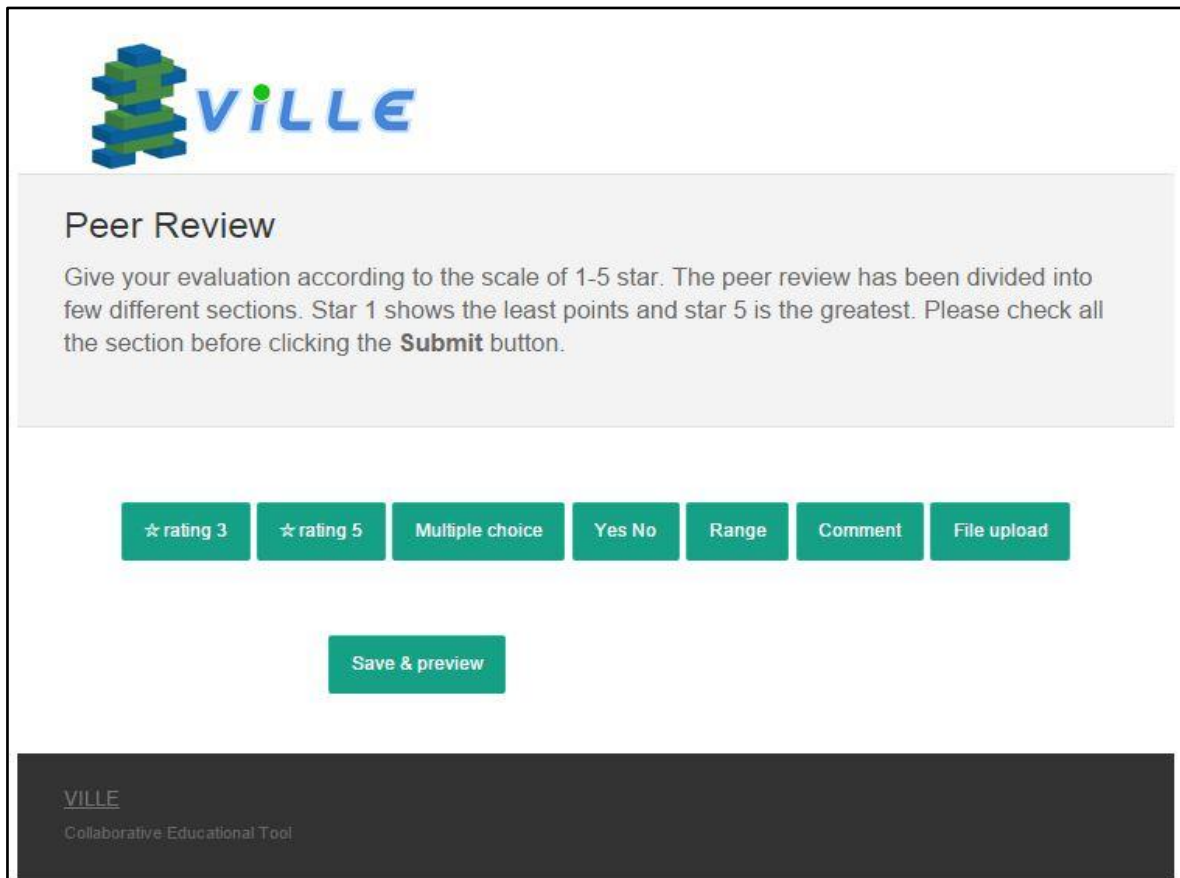 ViLLE
Peer Review
Give your evaluation according to the scale of 1-5 star. The peer review has been divided into
few different sections. Star 1 shows the least points and star 5 is the greatest. Please check all
the section before clicking the Submit button.
☆ rating 3 ☆ rating 5 Multiple choice Yes No Range Comment File upload
Save & preview
VILLE
Collaborative Educational Tool